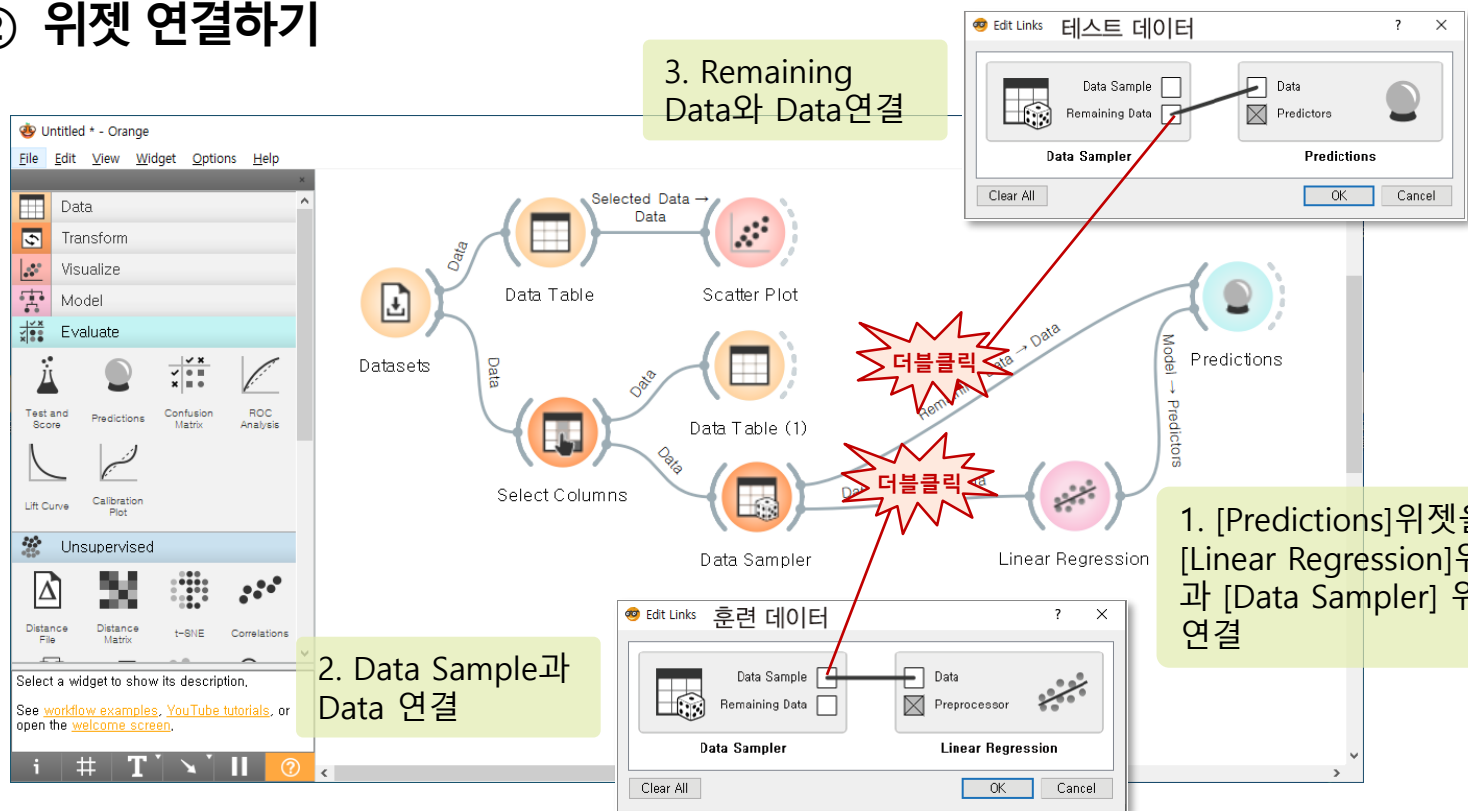 ② 위젯 연결하기
3. Remaining
Data와 Data연결
Edit Links 테스트 데이터 ? ×
Data Sample
Remaining Data
Data
Predictors
Data Sampler
Predictions
Clear All
OK
Cancel
Untitled * - Orange
File Edit View Widget Options Help
Data
Transform
Visualize
Model
Evaluate
Test and
Score
Predictions
Confusion
Matrix
ROC
Analysis
Lift Curve
Calibration
Plot
Unsupervised
Distance
File
Distance
Matrix
t-SNE
Correlations
Select a widget to show its description.
See workflow examples, YouTube tutorials, or
open the welcome screen.
Datasets
Data
Data
Data Table
Selected Data →
Data
Scatter Plot
Select Columns
Data
Data
Data Table (1)
Data Sampler
더블클릭
→ Data
더블클릭
Linear Regression
Model → Predictors
Predictions
1. [Predictions]위젯을
[Linear Regression]위
과 [Data Sampler] 위
연결
2. Data Sample과
Data 연결
Edit Links 훈련 데이터 ? ×
Data Sample
Remaining Data
Data
Preprocessor
Data Sampler
Linear Regression
Clear All
OK
Cancel